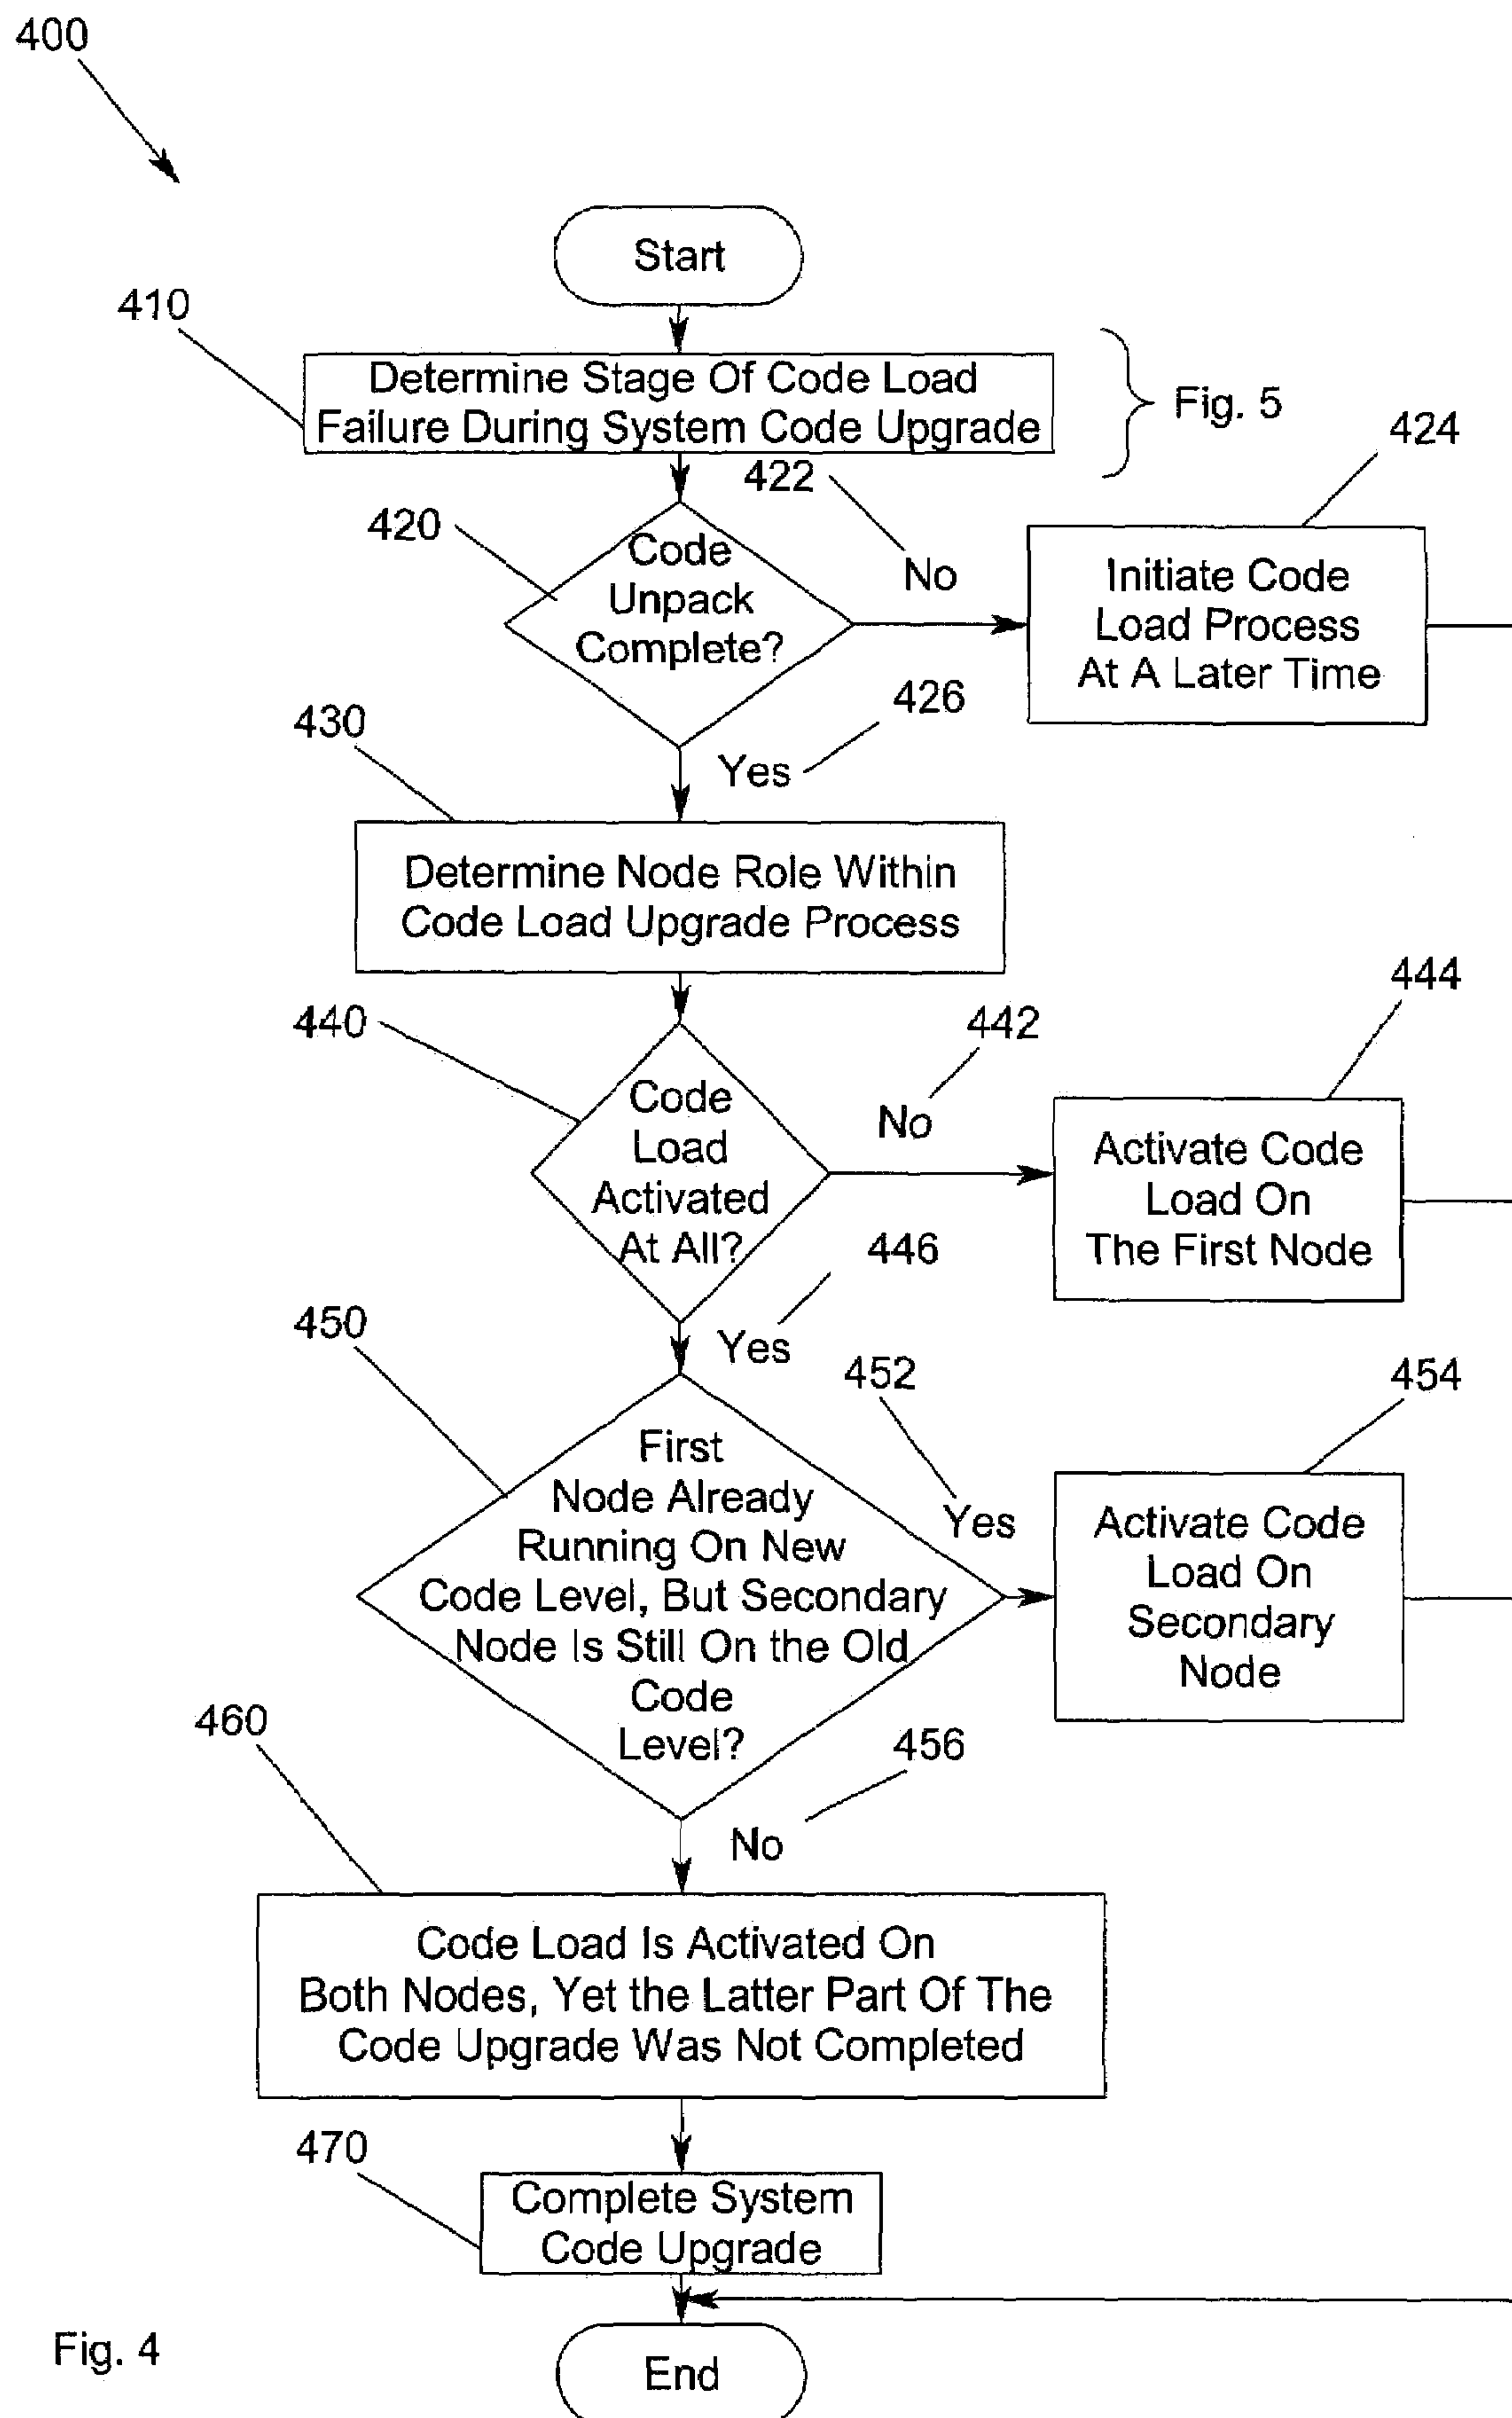 400
Start
410
Determine Stage Of Code Load
Failure During System Code Upgrade
Fig. 5
424
422
420
Code
Unpack
Complete?
No
Initiate Code
Load Process
At A Later Time
426
430
Yes
Determine Node Role Within
Code Load Upgrade Process
444
440
442
Code
Load
Activated
At All?
No
Activate Code
Load On
The First Node
446
450
Yes
452
454
First
Node Already
Running On New
Code Level, But Secondary
Node Is Still On the Old
Code
Level?
Yes
Activate Code
Load On
Secondary
Node
460
456
No
Code Load Is Activated On
Both Nodes, Yet the Latter Part Of The
Code Upgrade Was Not Completed
470
Complete System
Code Upgrade
Fig. 4
End